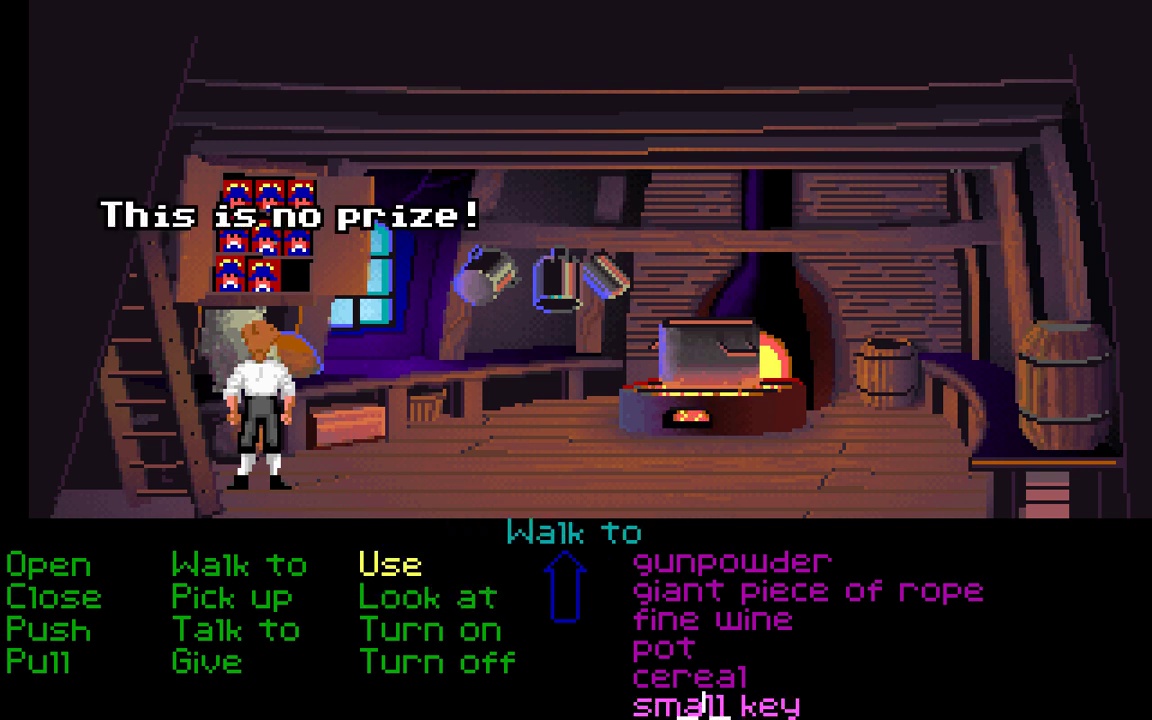 This is no prize!
Walk to
Open Walk to Use
Close Pick up Look at
Push Talk to Turn on
Pull Give Turn off
gunpowder
giant piece of rope
fine wine
pot
cereal
small key